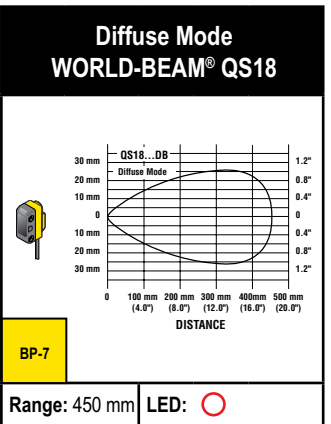 Diffuse Mode
WORLD-BEAM® QS18
QS18...DB
Diffuse Mode
30 mm 1.2"
20 mm 0.8"
10 mm 0.4"
0 0
10 mm 0.4"
20 mm 0.8"
30 mm 1.2"
0 100 mm 200 mm 300 mm 400mm 500 mm
(4.0") (8.0") (12.0") (16.0") (20.0")
DISTANCE
BP-7
Range: 450 mm LED: